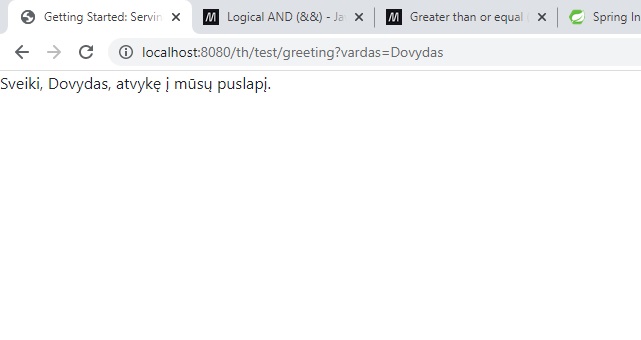 Getting Started: Servin
Logical AND (&&) - Ja
Greater than or equal
Spring In
localhost:8080/th/test/greeting?vardas=Dovydas
Sveiki, Dovydas, atvykę į mūsų puslapį.